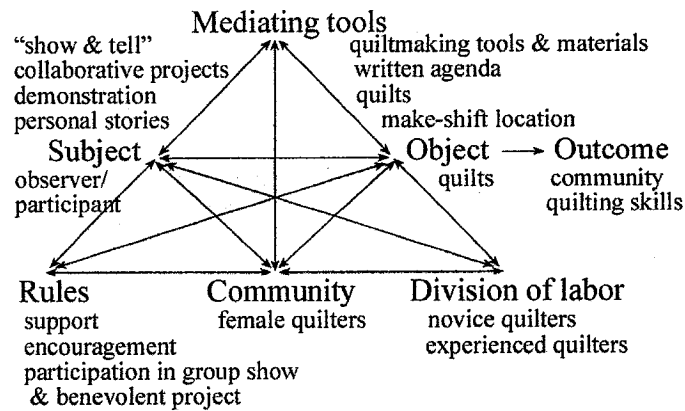 Mediating tools
“show & tell”
collaborative projects
demonstration
personal stories
quiltmaking tools & materials
written agenda
quilts
make-shift location
Subject
observer/
participant
Object
quilts
Outcome
community
quilting skills
Rules
support
encouragement
participation in group show
& benevolent project
Community
female quilters
Division of labor
novice quilters
experienced quilters